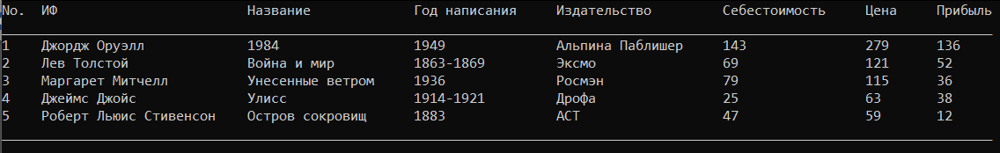 No. ИФ Название Год написания Издательство Себестоимость Цена Прибыль
1 Джордж Оруэлл 1984 1949 Альпина Паблишер 143 279 136
2 Лев Толстой Война и мир 1863-1869 Эксмо 69 121 52
3 Маргарет Митчелл Унесенные ветром 1936 Росмэн 79 115 36
4 Джеймс Джойс Улисс 1914-1921 Дрофа 25 63 38
5 Роберт Льюис Стивенсон Остров сокровищ 1883 АСТ 47 59 12